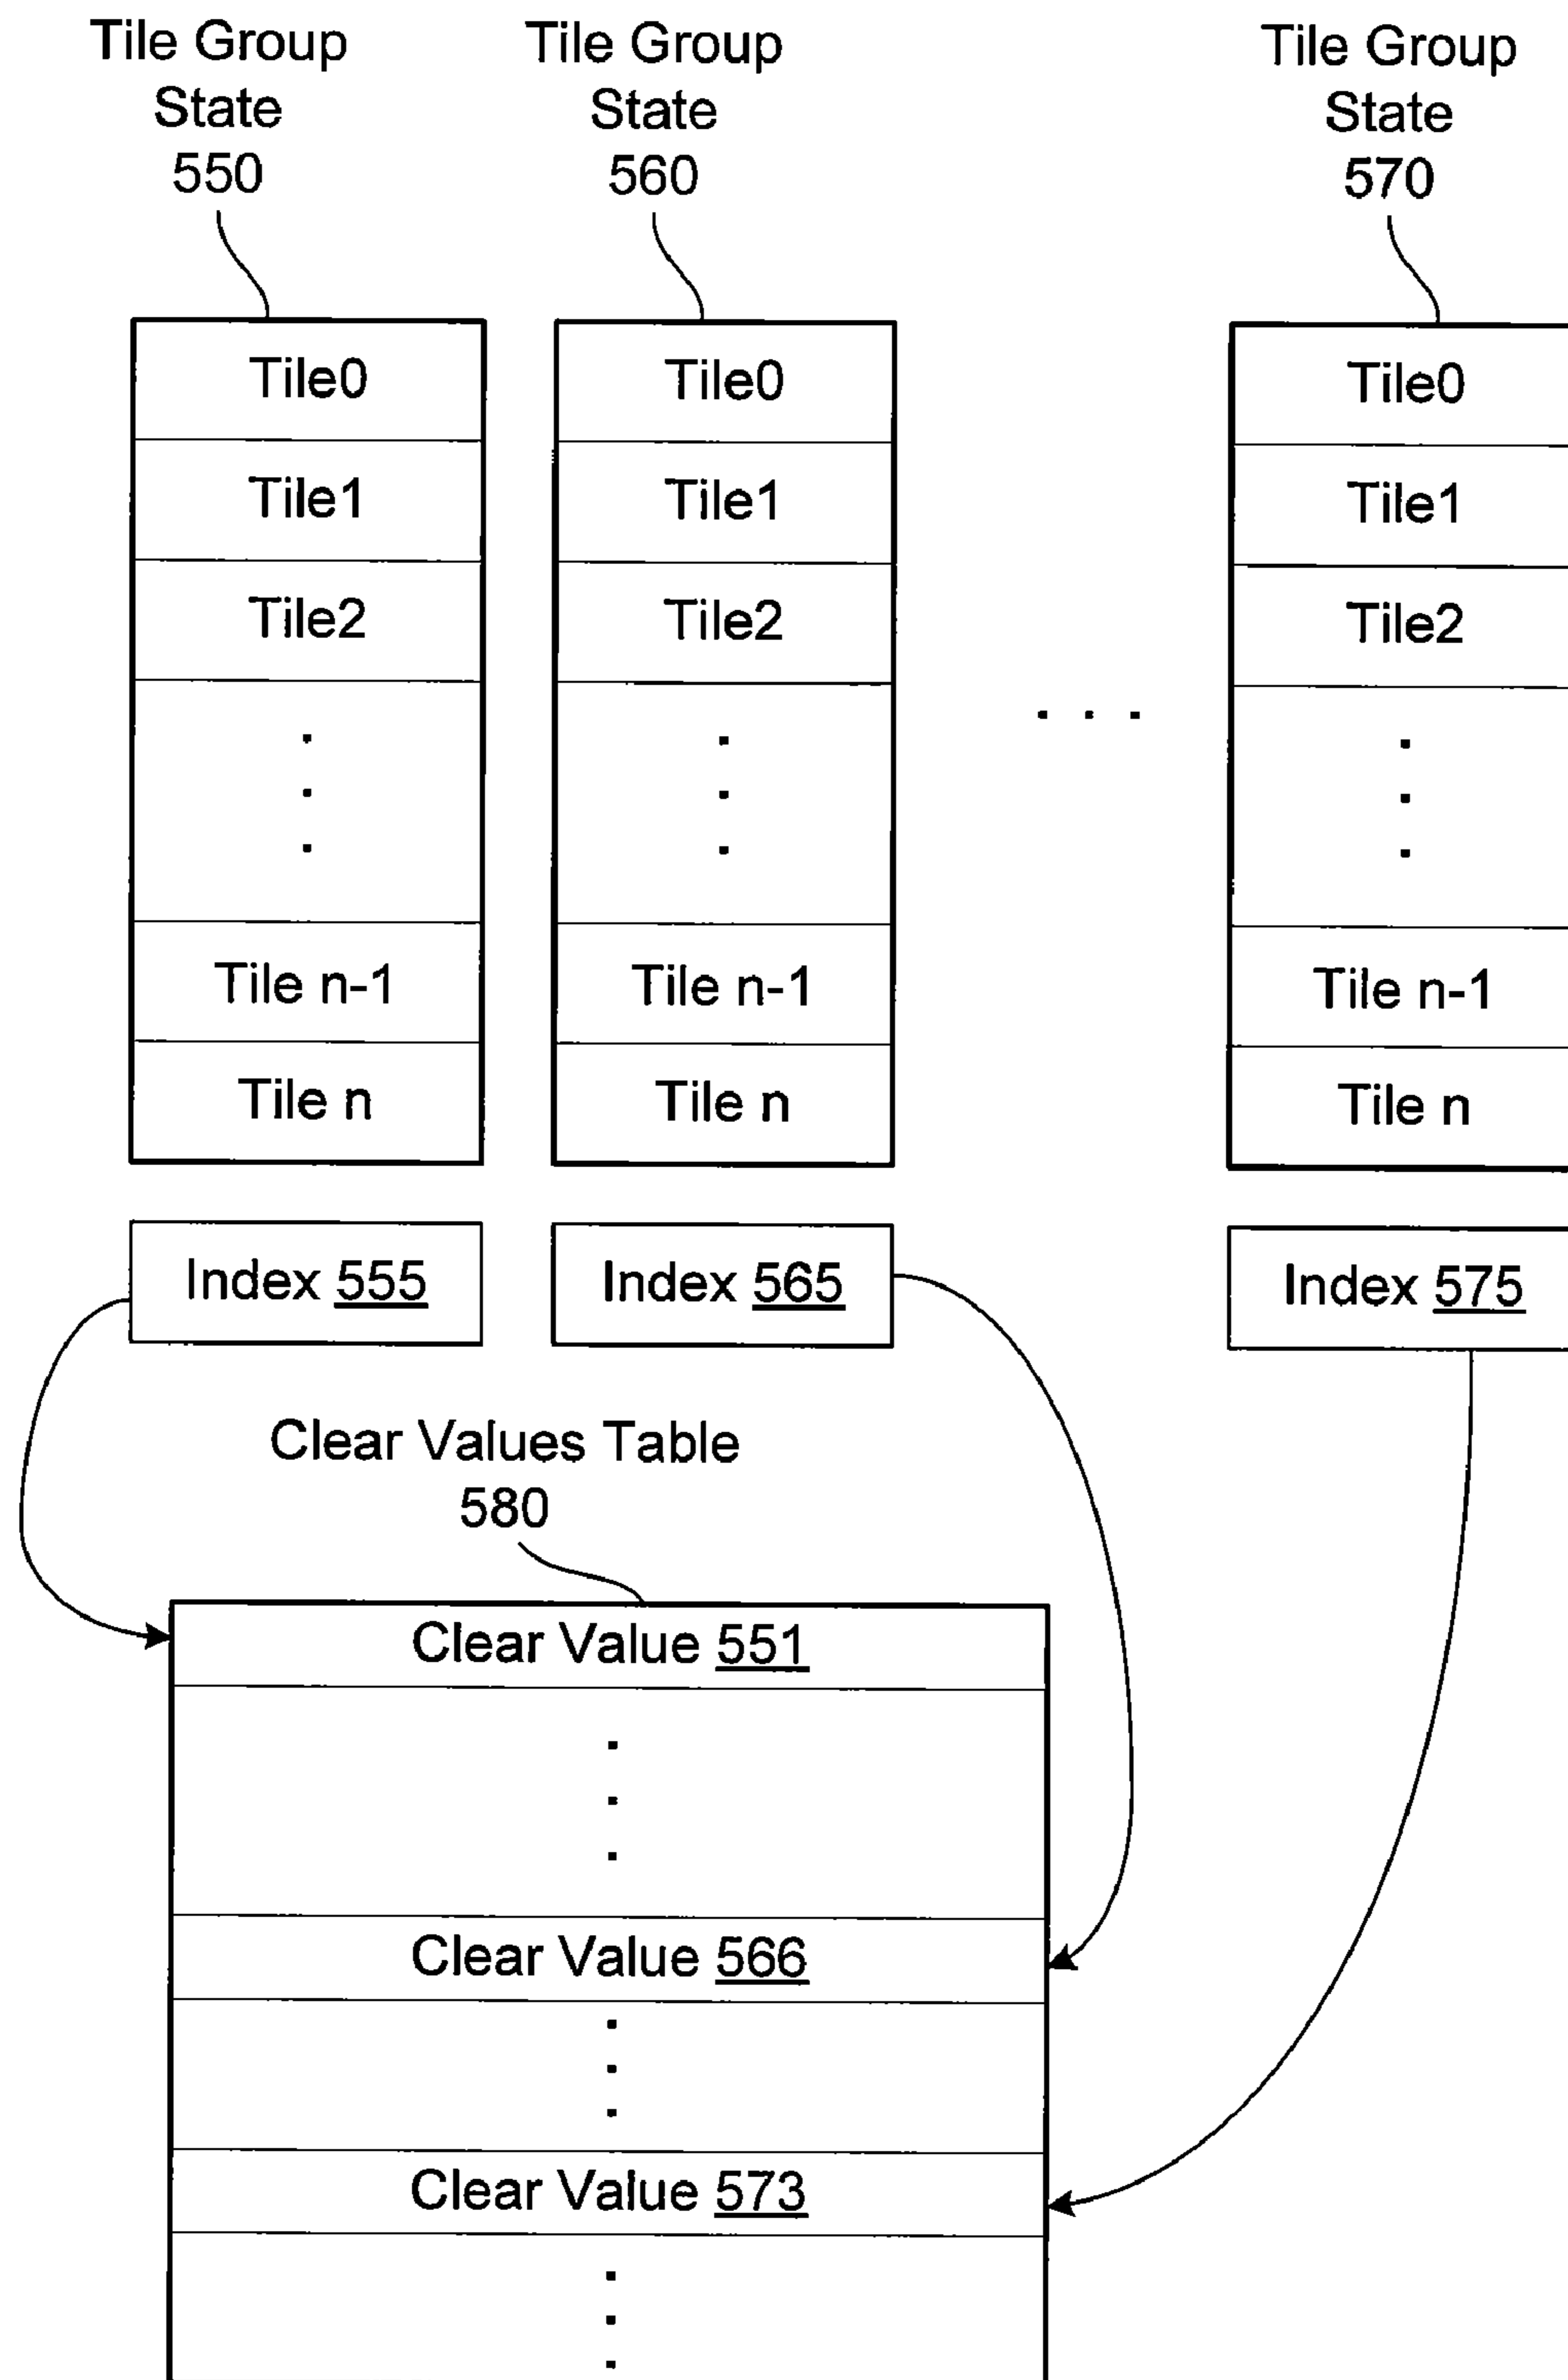 Tile Group State 550
Tile Group State 560
Tile Group State 570
Tile0
Tile1
Tile2
Tile n-1
Tile n
Tile0
Tile1
Tile2
Tile n-1
Tile n
. . .
Tile0
Tile1
Tile2
Tile n-1
Tile n
Index 555
Index 565
Index 575
Clear Values Table
580
Clear Value 551
Clear Value 566
Clear Value 573